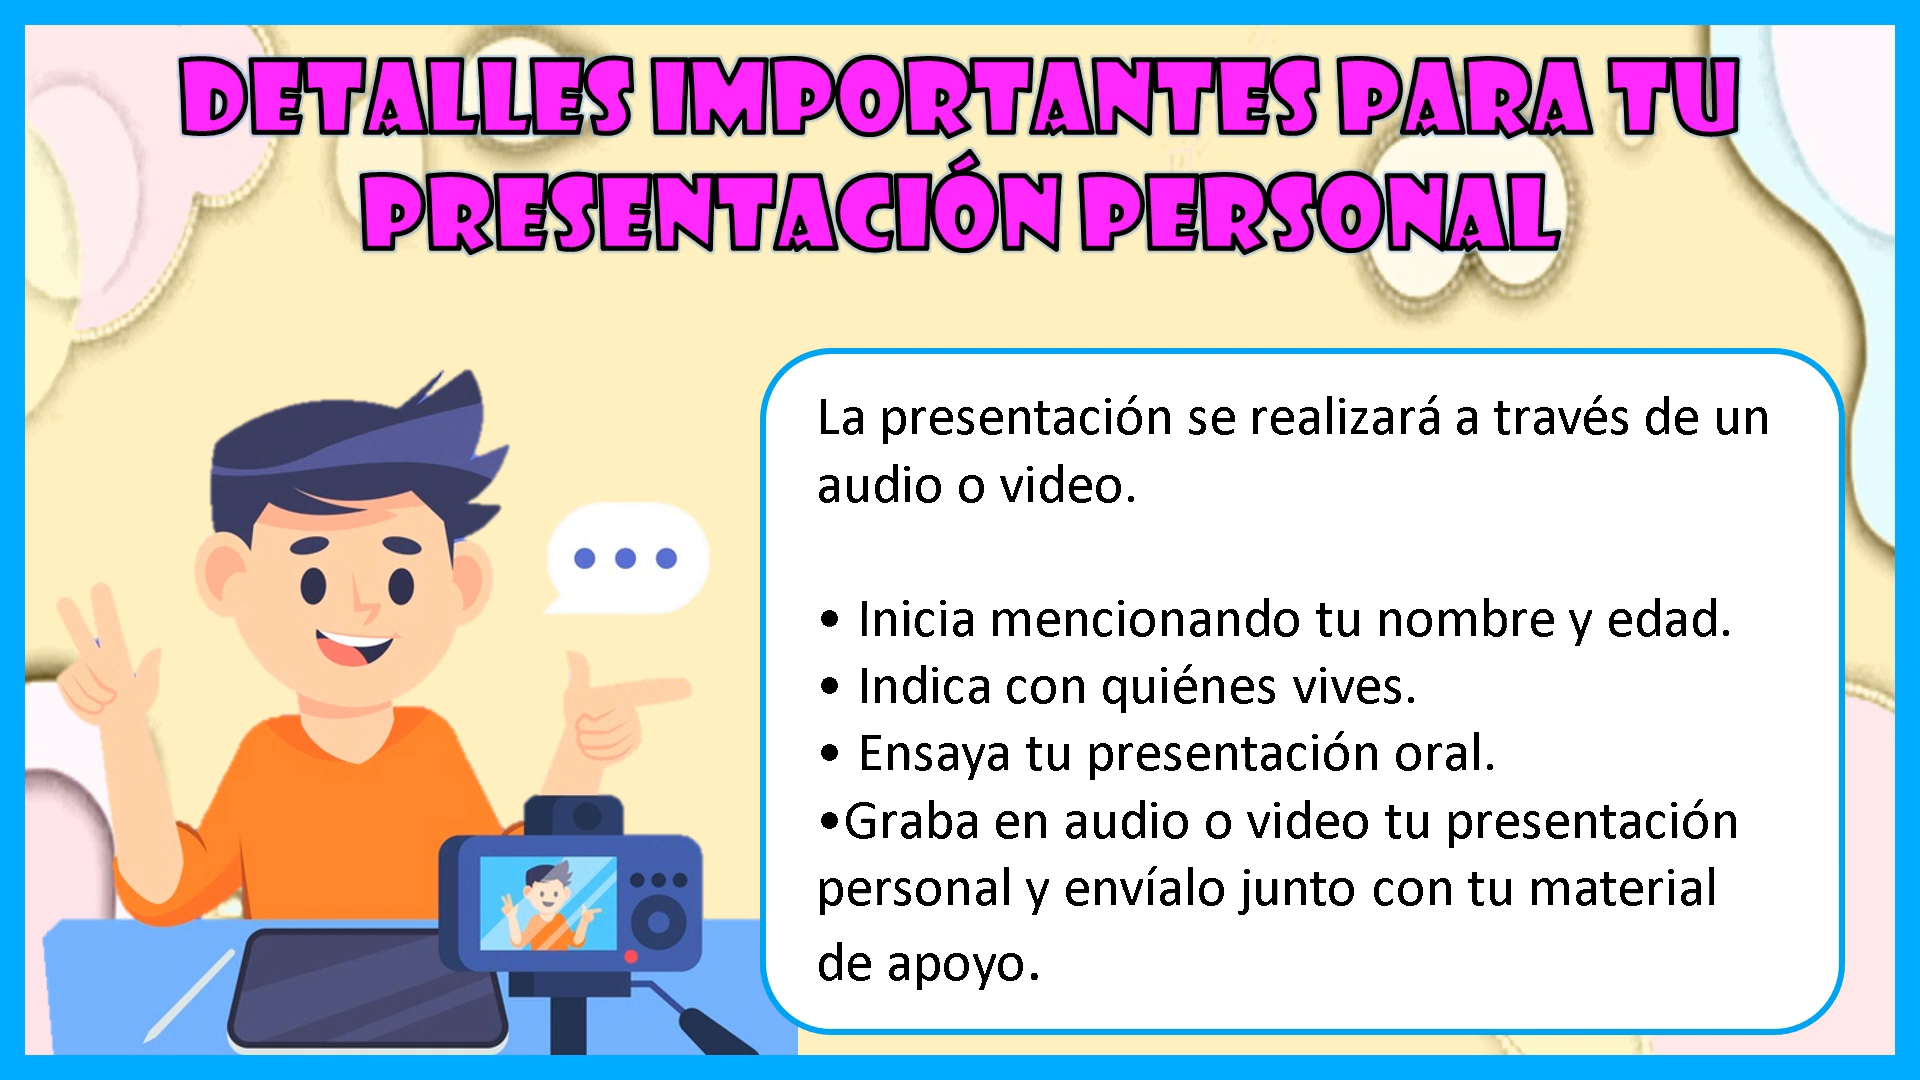 DETALLES IMPORTANTES PARA TU
PRESENTACIÓN PERSONAL
La presentación se realizará a través de un
audio o video.
• Inicia mencionando tu nombre y edad.
• Indica con quiénes vives.
• Ensaya tu presentación oral.
•Graba en audio o video tu presentación
personal y envíalo junto con tu material
de apoyo.